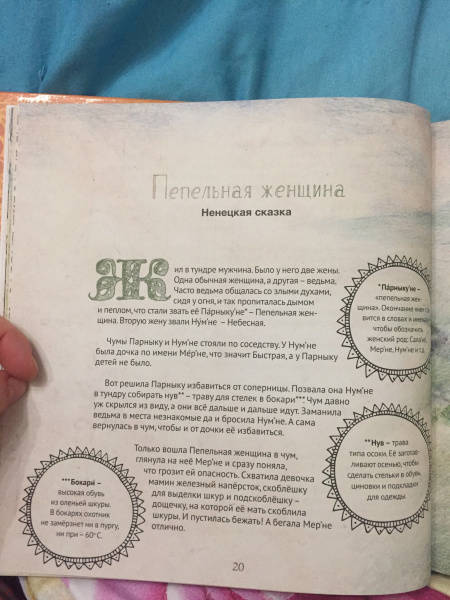 Пепельная женщина
Ненецкая сказка
Жил в тундре мужчина. Было у него две жены.
Одна обычная женщина, а другая – ведьма.
Часто ведьма общалась со злыми духами,
сидя у огня, и так пропиталась дымом
и пеплом, что стали звать её Па́рныку'не* – Пепельная жен-
щина. Вторую жену звали Ну́м'не – Небесная.
Чумы Парныку и Нум'не стояли по соседству. У Нум'не
была дочка по имени Ме́р'не, что значит Быстрая, а у Парныку
детей не было.
Вот решила Парныку избавиться от соперницы. Позвала она Нум'не
в тундру собирать нув** – траву для стелек в бокари***. Чум давно
уж скрылся из виду, а они всё дальше и дальше идут. Заманила
ведьма в места незнакомые да и бросила Нум'не. А сама
вернулась в чум, чтобы и от дочки её избавиться.
Только вошла Пепельная женщина в чум,
глянула на неё Мер'не и сразу поняла,
что грозит ей опасность. Схватила девочка
мамин железный напёрсток, скоблёшку
для выделки шкур и подскоблёшку –
дощечку, на которой её мать скоблила
шкуры. И пустилась бежать! А бегала Мер'не
отлично.
* Па́рныку'не –
«пепельная жен-
щина». Окончание «не»
в словах и именах
чтобы обозначить
женский род:
Мер'не, Нум'не и т.д.
** Нув – трава
типа осоки. Её заготав-
ливают осенью, чтобы
сделать стельки в обувь,
циновки и подкладки
для одежды.
*** Бокари́ –
высокая обувь
из оленьей шкуры.
В бокарях охотник
не замёрзнет ни в пургу,
ни при – 60° С.
20